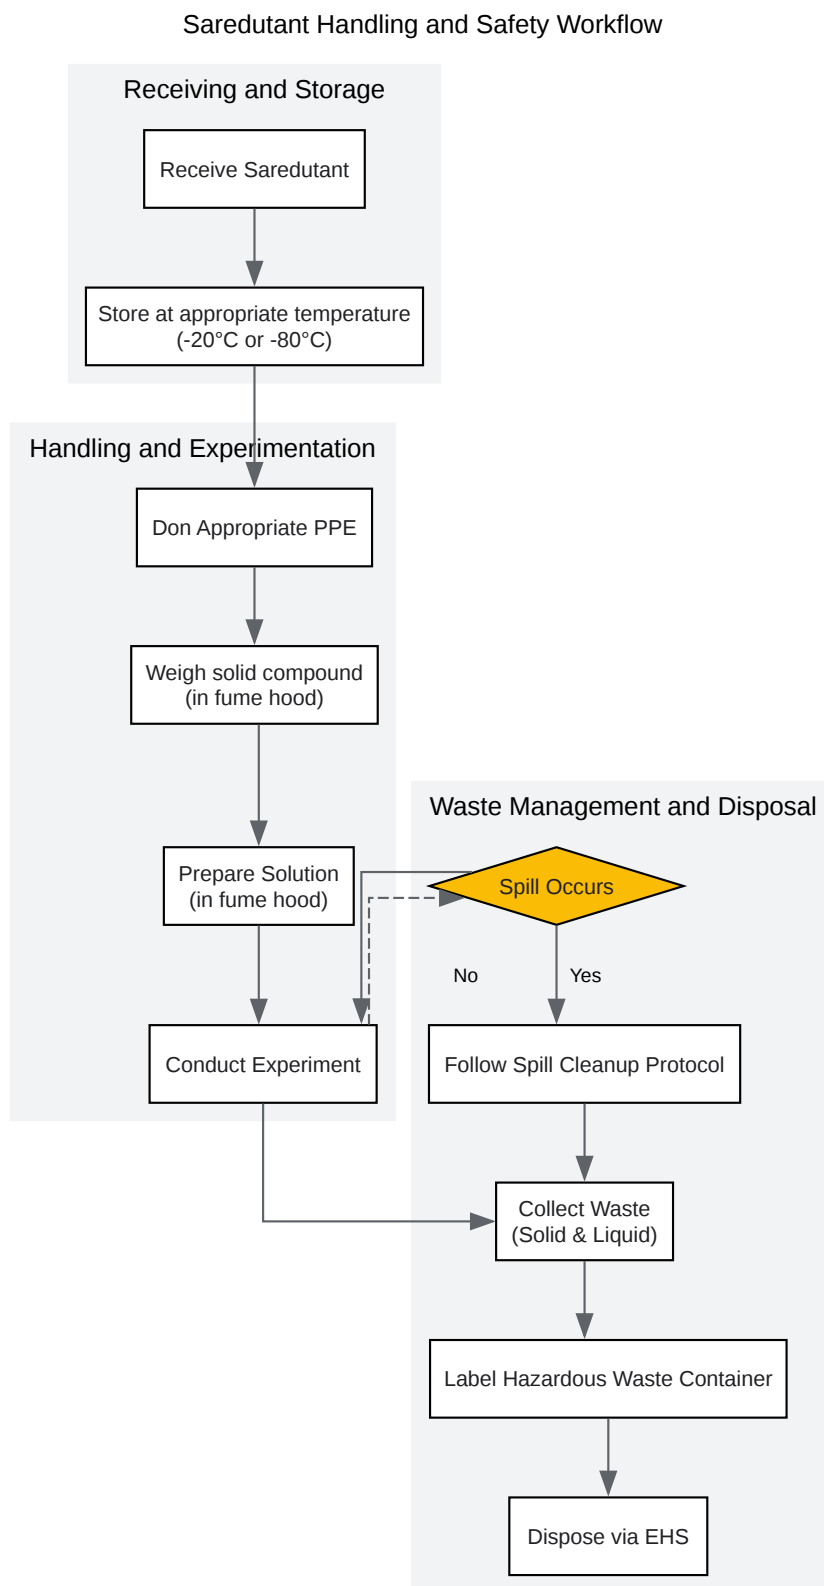 Saredutant Handling and Safety Workflow
Receiving and Storage
Receive Saredutant
Store at appropriate temperature
(-20°C or -80°C)
Handling and Experimentation
Don Appropriate PPE
Weigh solid compound
(in fume hood)
Prepare Solution
(in fume hood)
Conduct Experiment
Waste Management and Disposal
Spill Occurs
No
Yes
Follow Spill Cleanup Protocol
Collect Waste
(Solid & Liquid)
Label Hazardous Waste Container
Dispose via EHS